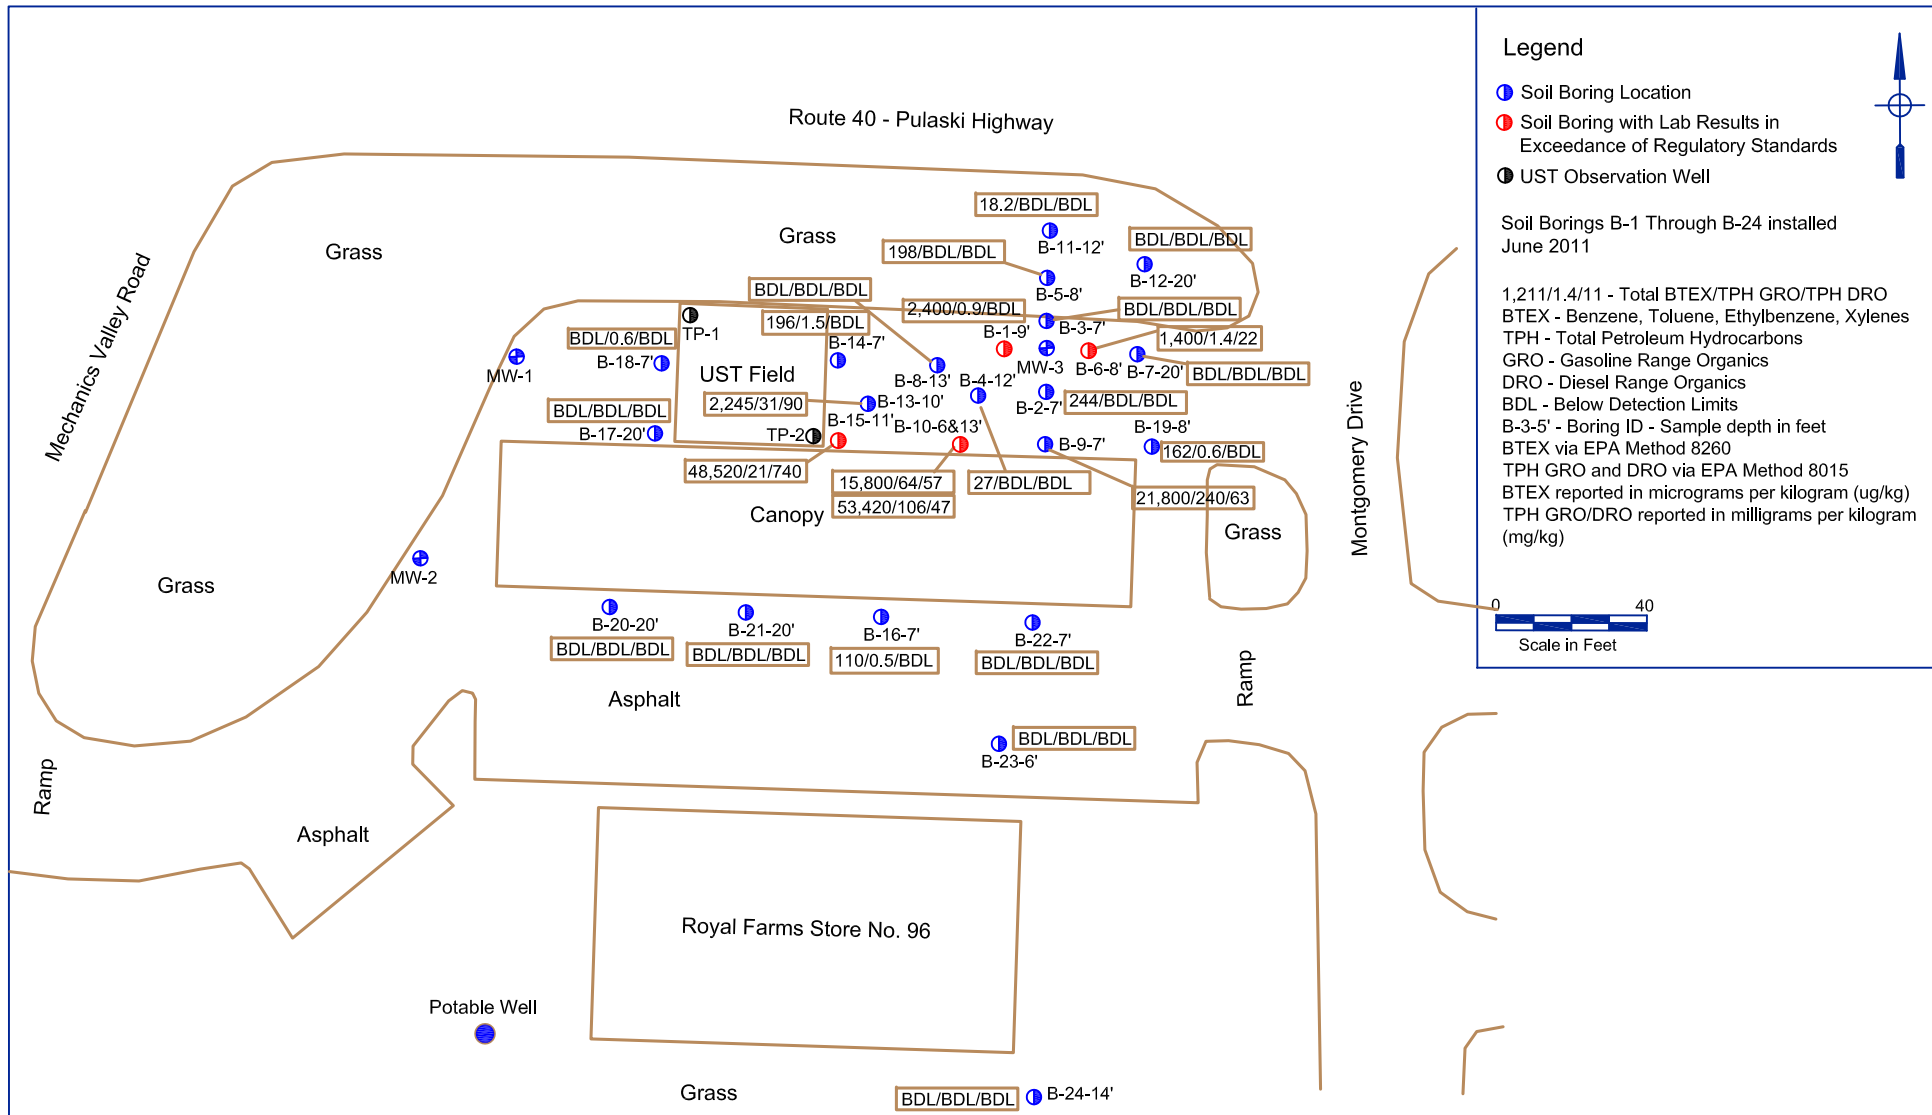 Legend
Soil Boring Location
Soil Boring with Lab Results in
Exceedance of Regulatory Standards
UST Observation Well
Soil Borings B-1 Through B-24 installed
June 2011
1,211/1.4/11 - Total BTEX/TPH GRO/TPH DRO
BTEX - Benzene, Toluene, Ethylbenzene, Xylenes
TPH - Total Petroleum Hydrocarbons
GRO - Gasoline Range Organics
DRO - Diesel Range Organics
BDL - Below Detection Limits
B-3-5' - Boring ID - Sample depth in feet
BTEX via EPA Method 8260
TPH GRO and DRO via EPA Method 8015
BTEX reported in micrograms per kilogram (ug/kg)
TPH GRO/DRO reported in milligrams per kilogram
(mg/kg)
0 40
Scale in Feet
Route 40 - Pulaski Highway
Mechanics Valley Road
Montgomery Drive
Grass
Grass
18.2/BDL/BDL
B-11-12'
198/BDL/BDL
B-5-8'
BDL/BDL/BDL
B-12-20'
BDL/BDL/BDL
2,400/0.9/BDL
B-1-9'
BDL/BDL/BDL
B-3-7'
TP-1
196/1.5/BDL
B-14-7'
BDL/0.6/BDL
B-18-7'
MW-1
MW-3
1,400/1.4/22
B-6-8'
B-7-20'
BDL/BDL/BDL
UST Field
B-8-13'
B-4-12'
2,245/31/90
B-13-10'
B-2-7'
244/BDL/BDL
BDL/BDL/BDL
B-17-20'
TP-2
B-15-11'
B-10-6&13'
B-9-7'
B-19-8'
162/0.6/BDL
48,520/21/740
15,800/64/57
53,420/106/47
27/BDL/BDL
21,800/240/63
Canopy
Grass
MW-2
Grass
B-20-20'
BDL/BDL/BDL
B-21-20'
BDL/BDL/BDL
B-16-7'
110/0.5/BDL
B-22-7'
BDL/BDL/BDL
Asphalt
Ramp
BDL/BDL/BDL
B-23-6'
Ramp
Asphalt
Royal Farms Store No. 96
Potable Well
Grass
BDL/BDL/BDL
B-24-14'